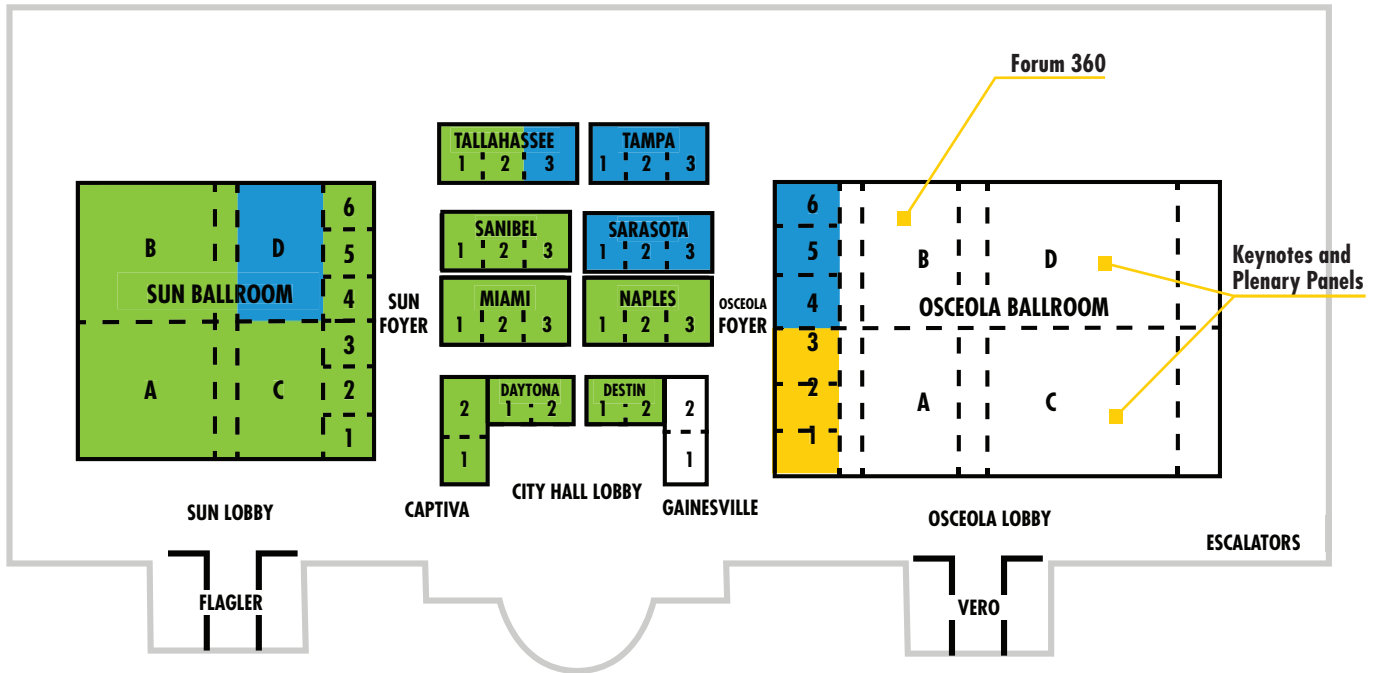 Forum 360
TALLAHASSEE
1 2 3
TAMPA
1 2 3
B
D
6
5
4
SUN BALLROOM
A
C
3
2
1
SUN
FOYER
SANIBEL
1 2 3
SARASOTA
1 2 3
MIAMI
1 2 3
NAPLES
1 2 3
OSCEOLA
FOYER
2
1
DAYTONA
1 2
DESTIN
1 2
2
1
6
5
4
3
2
1
B
D
OSCEOLA BALLROOM
A
C
Keynotes and
Plenary Panels
SUN LOBBY
CAPTIVA
CITY HALL LOBBY
GAINESVILLE
OSCEOLA LOBBY
ESCALATORS
FLAGLER
VERO